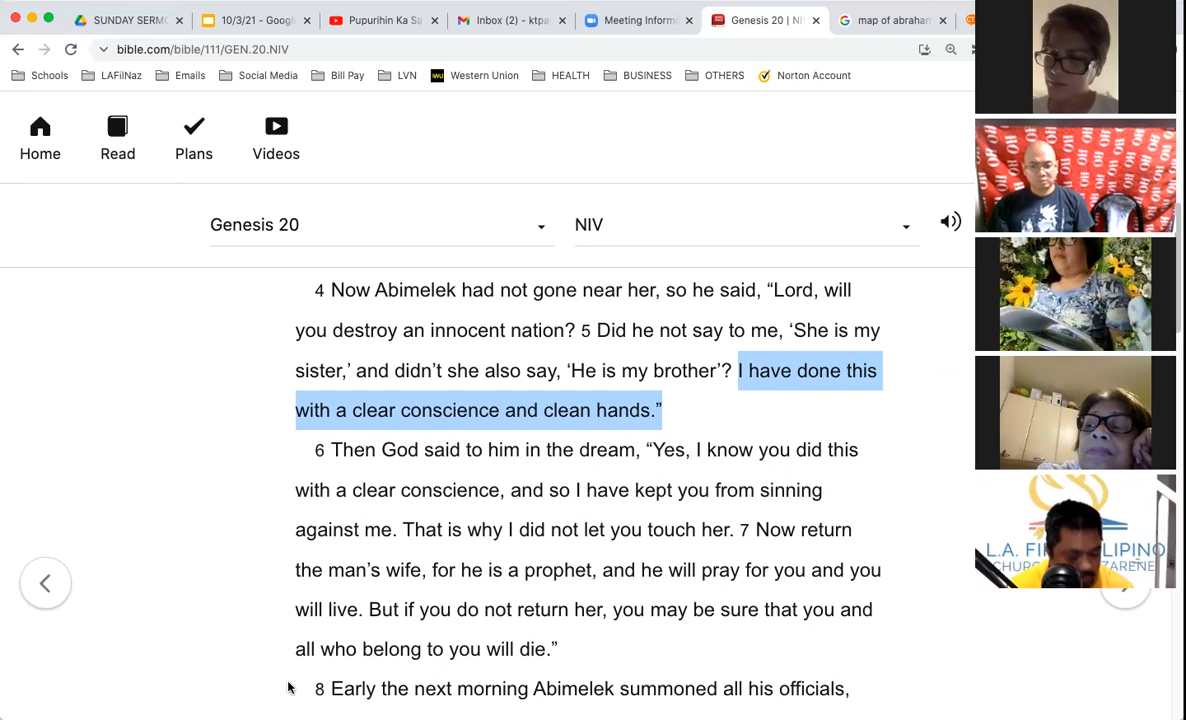 SUNDAY SERMO
10/3/21 - Googl
Pupurihin Ka Sa
Inbox (2) - ktpa
Meeting Inform
Genesis 20 | NIV
map of abraham
bible.com/bible/111/GEN.20.NIV
Schools
LAFilNaz
Emails
Social Media
Bill Pay
LVN
WU
Western Union
HEALTH
BUSINESS
OTHERS
Norton Account
Home
Read
Plans
Videos
Genesis 20
NIV
4 Now Abimelek had not gone near her, so he said, “Lord, will
you destroy an innocent nation? 5 Did he not say to me, ‘She is my
sister,’ and didn’t she also say, ‘He is my brother’? I have done this
with a clear conscience and clean hands.”
6 Then God said to him in the dream, “Yes, I know you did this
with a clear conscience, and so I have kept you from sinning
against me. That is why I did not let you touch her. 7 Now return
the man’s wife, for he is a prophet, and he will pray for you and you
will live. But if you do not return her, you may be sure that you and
all who belong to you will die.”
8 Early the next morning Abimelek summoned all his officials,
HO HO HO
L.A. FI LIPINO
CHURC AZARENE